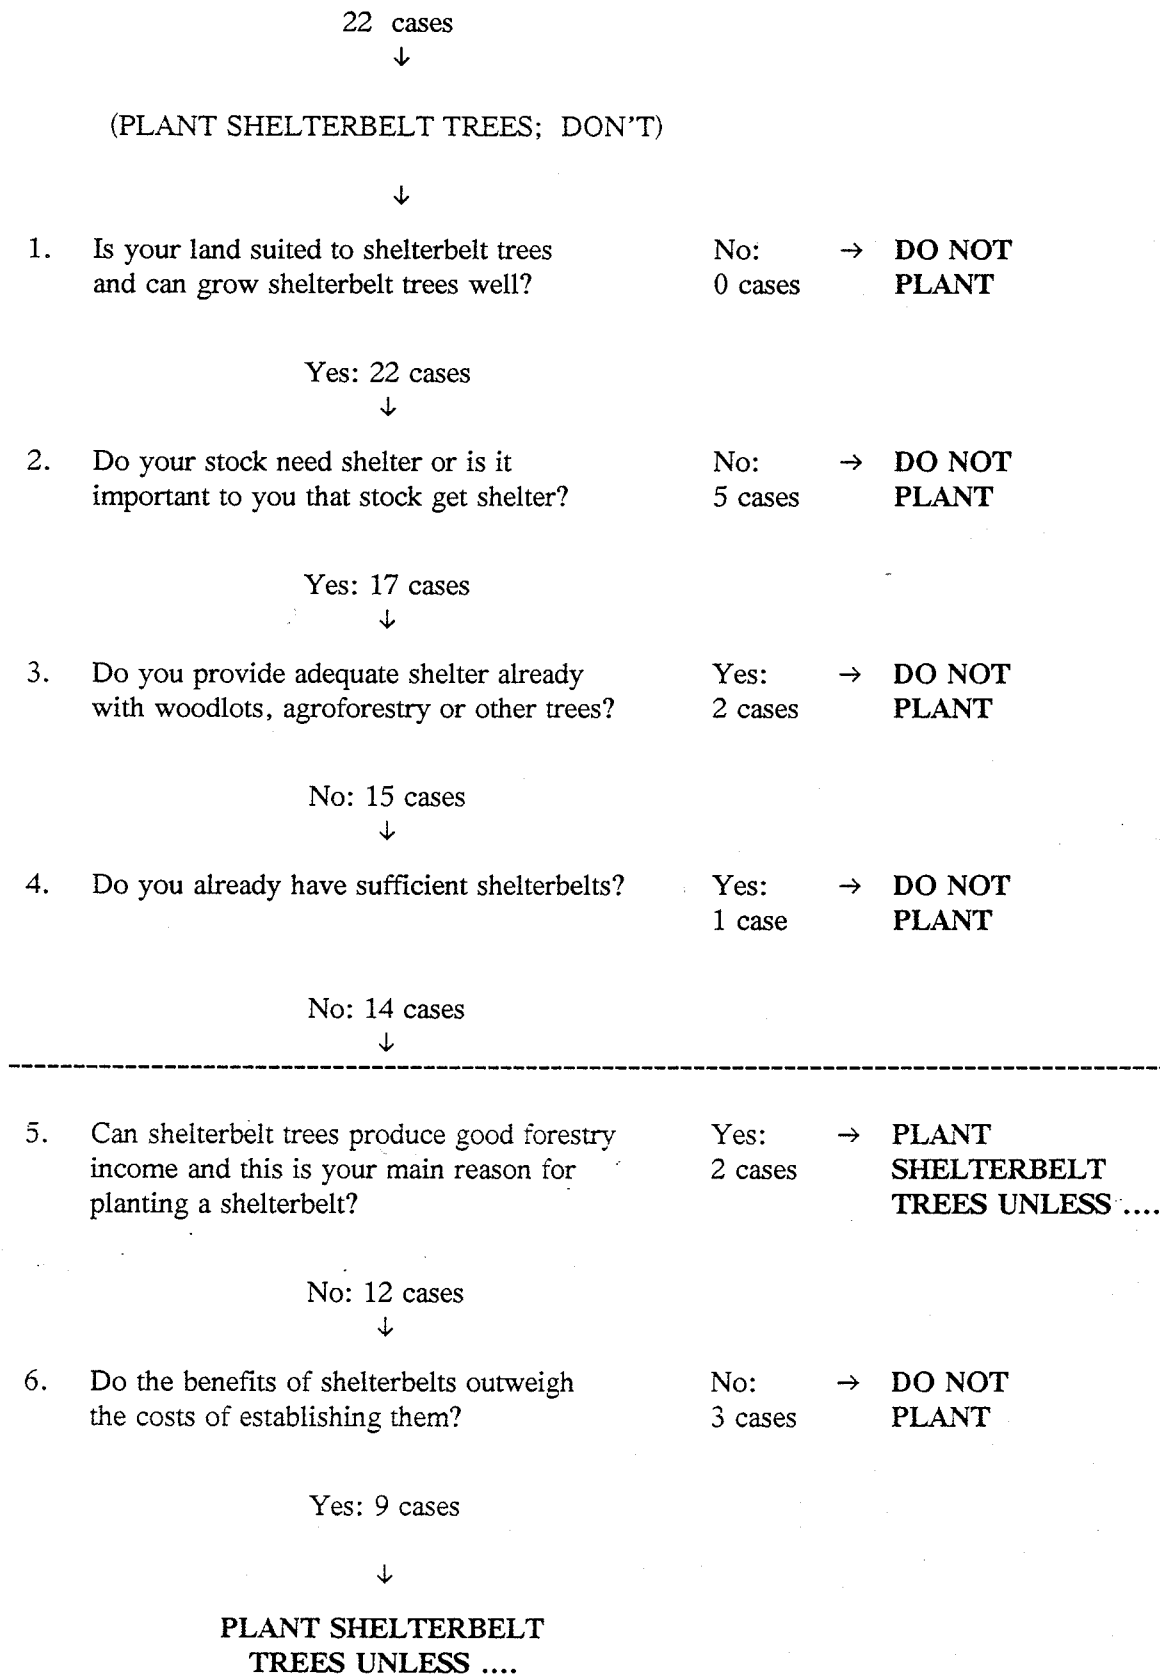 22 cases
↓
(PLANT SHELTERBELT TREES; DON'T)
↓
1. Is your land suited to shelterbelt trees No: → DO NOT
and can grow shelterbelt trees well? 0 cases PLANT
Yes: 22 cases
↓
2. Do your stock need shelter or is it No: → DO NOT
important to you that stock get shelter? 5 cases PLANT
Yes: 17 cases
↓
3. Do you provide adequate shelter already Yes: → DO NOT
with woodlots, agroforestry or other trees? 2 cases PLANT
No: 15 cases
↓
4. Do you already have sufficient shelterbelts? Yes: → DO NOT
1 case PLANT
No: 14 cases
↓
5. Can shelterbelt trees produce good forestry Yes: → PLANT
income and this is your main reason for 2 cases SHELTERBELT
planting a shelterbelt? TREES UNLESS ....
No: 12 cases
↓
6. Do the benefits of shelterbelts outweigh No: → DO NOT
the costs of establishing them? 3 cases PLANT
Yes: 9 cases
↓
PLANT SHELTERBELT
TREES UNLESS ....